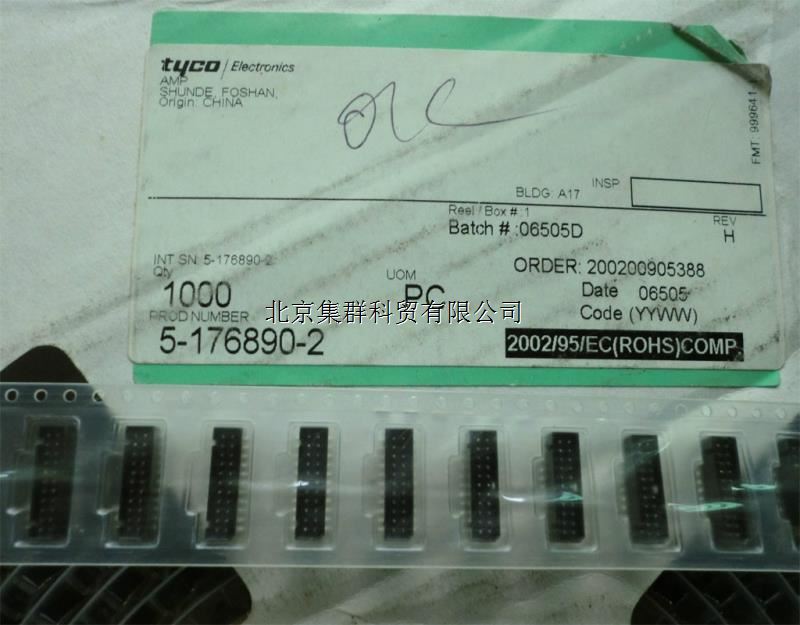 tyco / Electronics
AMP
SHUNDE, FOSHAN,
Origin: CHINA
FMT: 999641
BLDG: A17 INSP
Reel / Box # :1
Batch # :06505D
REV
H
INT SN 5-176890-2
Qty
1000
UOM
PC
ORDER: 200200905388
Date 06505
Code (YYWW)
北京集群科贸有限公司
PROD NUMBER
5-176890-2
2002/95/EC(ROHS)COMP